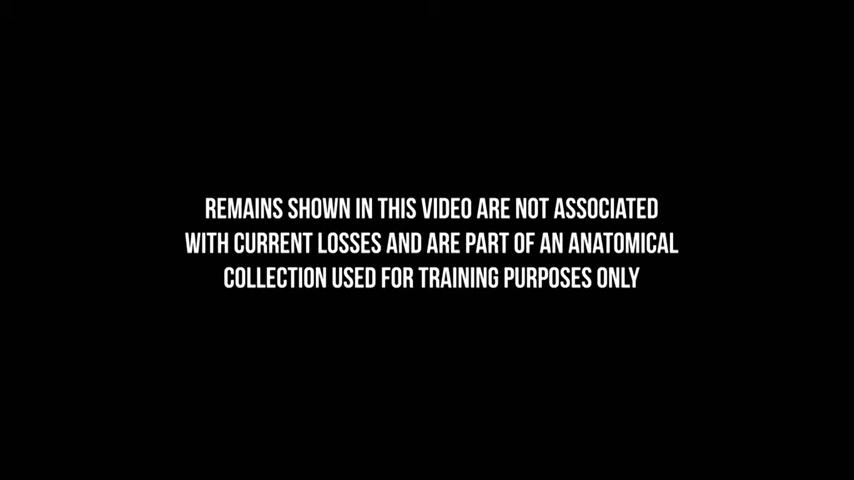 REMAINS SHOWN IN THIS VIDEO ARE NOT ASSOCIATED
WITH CURRENT LOSSES AND ARE PART OF AN ANATOMICAL
COLLECTION USED FOR TRAINING PURPOSES ONLY